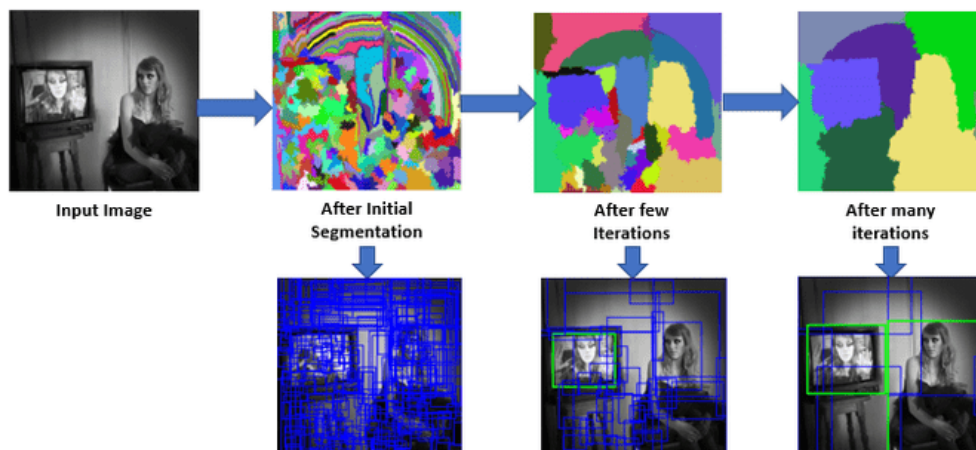 Input Image
After Initial
Segmentation
After few
Iterations
After many
iterations